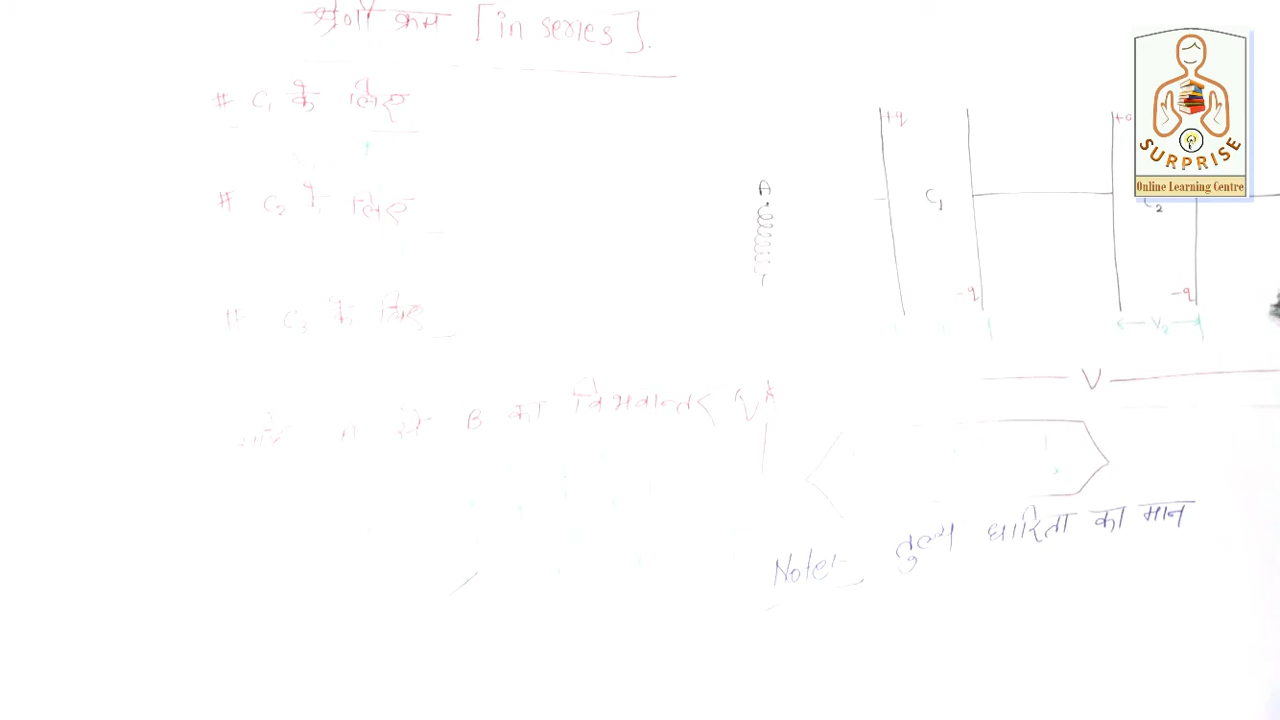 श्रेणी क्रम [in series].
# C₁ के लिए
# C₂ के लिए
# C₃ के लिए
से B का विभवान्तर
A
+q
C₁
-q
C₂
-q
V₂
V
Note:- तुल्य धारिता का मान
SURPRISE
Online Learning Centre